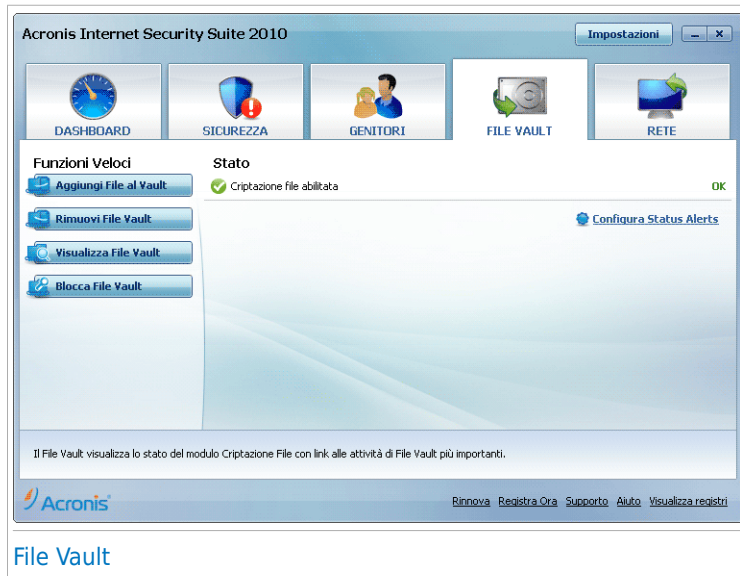 Acronis Internet Security Suite 2010
Impostazioni
DASHBOARD
SICUREZZA
GENITORI
FILE VAULT
RETE
Funzioni Veloci
Aggiungi File al Vault
Rimuovi File Vault
Visualizza File Vault
Blocca File Vault
Stato
Criptazione file abilitata
OK
Configura Status Alerts
Il File Vault visualizza lo stato del modulo Criptazione File con link alle attività di File Vault più importanti.
Acronis
Rinnova Registra Ora Supporto Aiuto Visualizza registri
File Vault